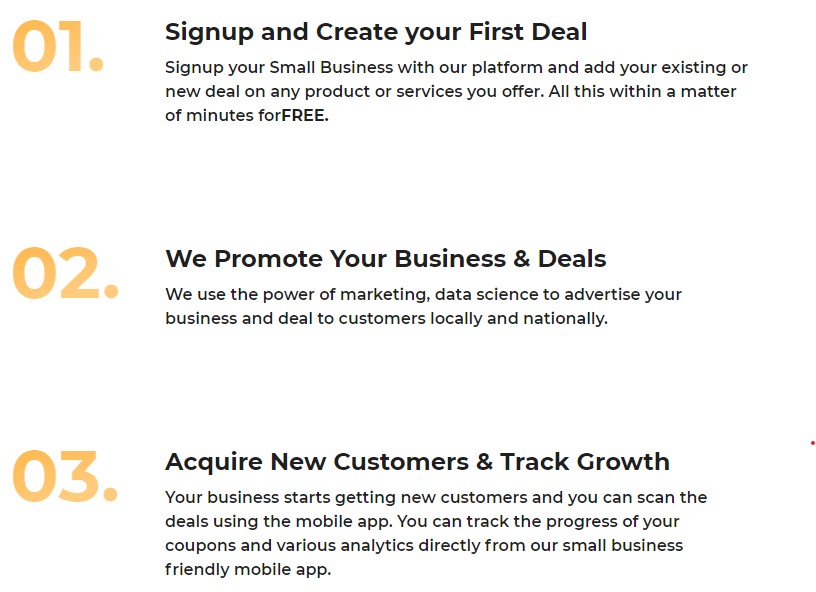 01.
Signup and Create your First Deal
Signup your Small Business with our platform and add your existing or
new deal on any product or services you offer. All this within a matter
of minutes forFREE.
02.
We Promote Your Business & Deals
We use the power of marketing, data science to advertise your
business and deal to customers locally and nationally.
03.
Acquire New Customers & Track Growth
Your business starts getting new customers and you can scan the
deals using the mobile app. You can track the progress of your
coupons and various analytics directly from our small business
friendly mobile app.